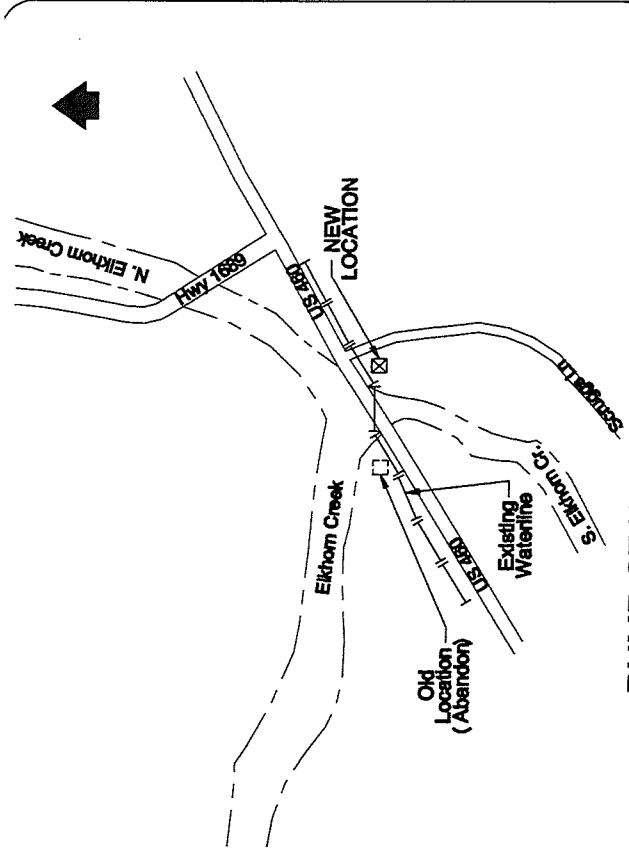 N. Elkhorn Creek
Hwy 1689
US 460
NEW
LOCATION
Elkhorn Creek
Scruggs Ln
S. Elkhorn Cr.
Existing
Waterline
US 460
Old
Location
( Abandon)